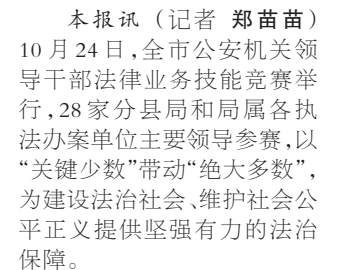 本报讯（记者 郑苗苗）
10月24日，全市公安机关领
导干部法律业务技能竞赛举
行，28家分县局和局属各执
法办案单位主要领导参赛，以
“关键少数”带动“绝大多数”，
为建设法治社会、维护社会公
平正义提供坚强有力的法治
保障。